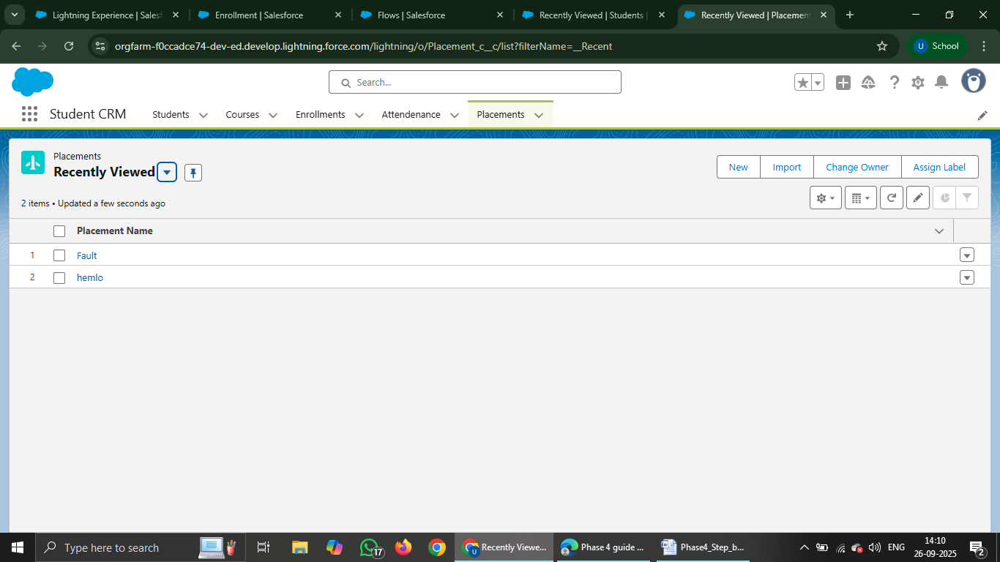 Lightning Experience | Salesf
Enrollment | Salesforce
Flows | Salesforce
Recently Viewed | Students |
Recently Viewed | Placement
orgfarm-f0ccadce74-dev-ed.develop.lightning.force.com/lightning/o/Placement_c__c/list?filterName=__Recent
U School
Search...
Student CRM
Students
Courses
Enrollments
Attendenance
Placements
Placements
Recently Viewed
New
Import
Change Owner
Assign Label
2 items • Updated a few seconds ago
Placement Name
1 Fault
2 hemlo
Type here to search
17
U
Recently Viewe...
Phase 4 guide ...
Phase4_Step_b...
ENG
14:10
26-09-2025
2